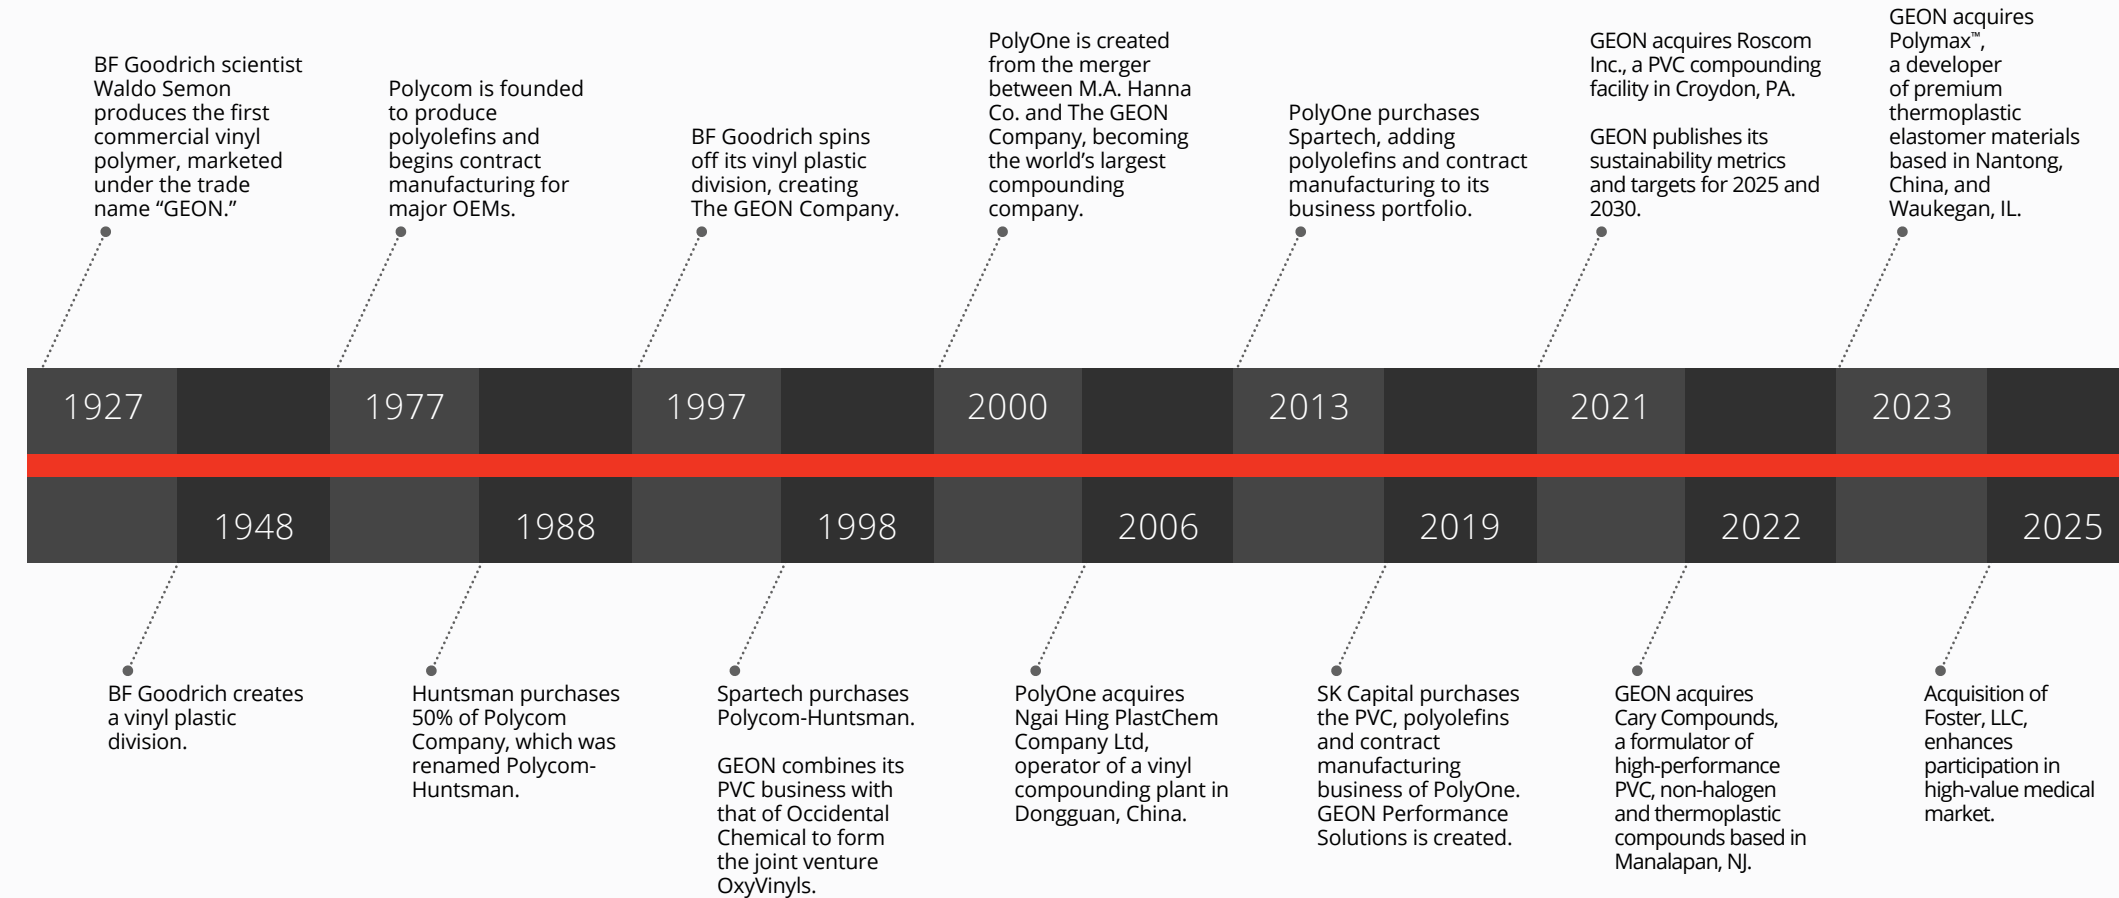 BF Goodrich scientist
Waldo Semon
produces the first
commercial vinyl
polymer, marketed
under the trade
name “GEON.”
Polycom is founded
to produce
polyolefins and
begins contract
manufacturing for
major OEMs.
BF Goodrich spins
off its vinyl plastic
division, creating
The GEON Company.
PolyOne is created
from the merger
between M.A. Hanna
Co. and The GEON
Company, becoming
the world’s largest
compounding
company.
PolyOne purchases
Spartech, adding
polyolefins and contract
manufacturing to its
business portfolio.
GEON acquires Roscom
Inc., a PVC compounding
facility in Croydon, PA.
GEON publishes its
sustainability metrics
and targets for 2025 and
2030.
GEON acquires
Polymax™,
a developer
of premium
thermoplastic
elastomer materials
based in Nantong,
China, and
Waukegan, IL.
1927
1977
1997
2000
2013
2021
2023
1948
1988
1998
2006
2019
2022
2025
BF Goodrich creates
a vinyl plastic
division.
Huntsman purchases
50% of Polycom
Company, which was
renamed Polycom-
Huntsman.
Spartech purchases
Polycom-Huntsman.
GEON combines its
PVC business with
that of Occidental
Chemical to form
the joint venture
OxyVinyls.
PolyOne acquires
Ngai Hing PlastChem
Company Ltd,
operator of a vinyl
compounding plant in
Dongguan, China.
SK Capital purchases
the PVC, polyolefins
and contract
manufacturing
business of PolyOne.
GEON Performance
Solutions is created.
GEON acquires
Cary Compounds,
a formulator of
high-performance
PVC, non-halogen
and thermoplastic
compounds based in
Manalapan, NJ.
Acquisition of
Foster, LLC,
enhances
participation in
high-value medical
market.